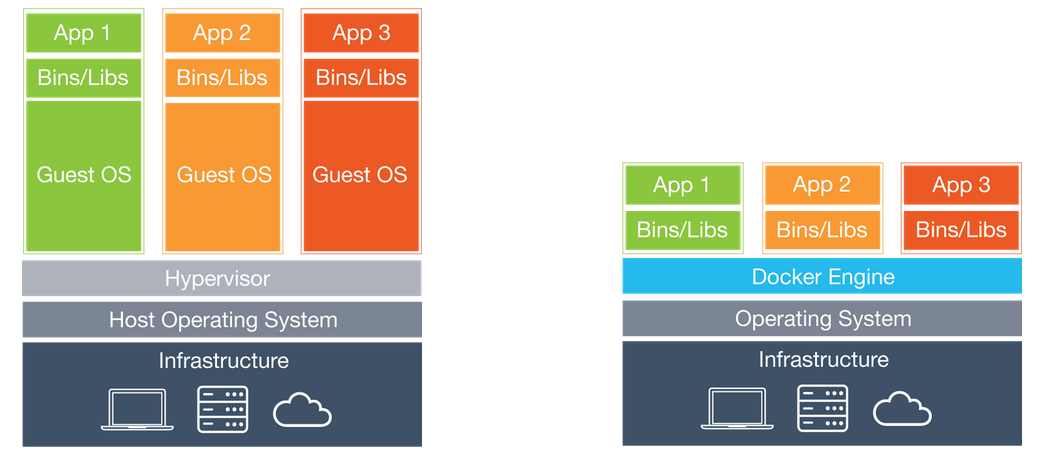 App 1
App 2
App 3
Bins/Libs
Bins/Libs
Bins/Libs
Guest OS
Guest OS
Guest OS
Hypervisor
Host Operating System
Infrastructure
App 1
App 2
App 3
Bins/Libs
Bins/Libs
Bins/Libs
Docker Engine
Operating System
Infrastructure